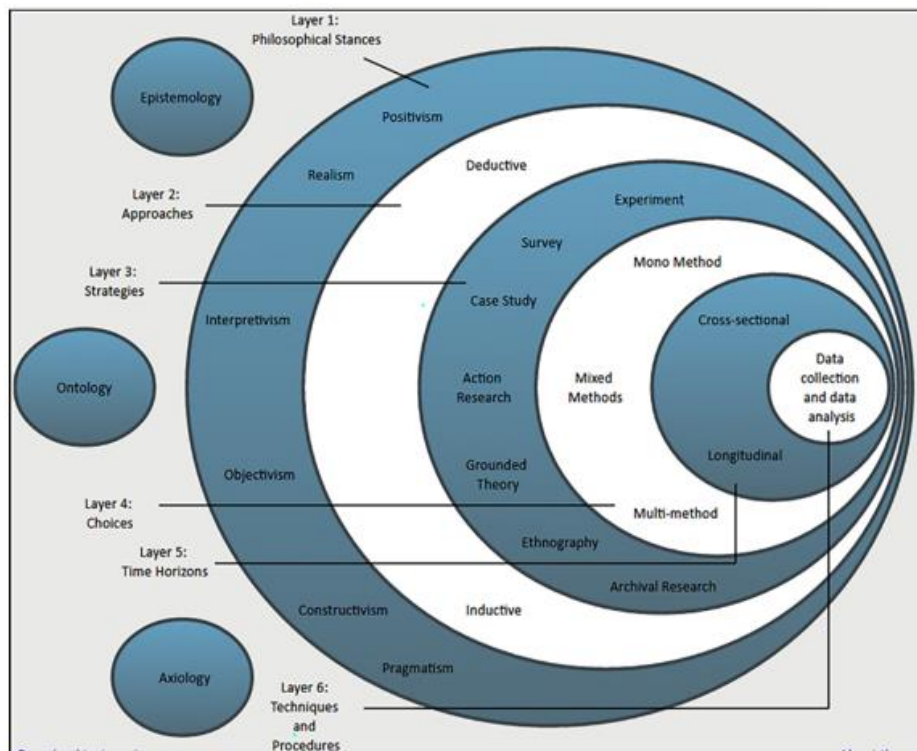 Layer 1:
Philosophical Stances
Epistemology
Positivism
Deductive
Realism
Experiment
Layer 2:
Approaches
Survey
Mono Method
Layer 3:
Strategies
Case Study
Cross-sectional
Interpretivism
Data
collection
and data
analysis
Ontology
Action
Research
Mixed
Methods
Longitudinal
Objectivism
Grounded
Theory
Layer 4:
Choices
Multi-method
Ethnography
Layer 5:
Time Horizons
Archival Research
Constructivism
Inductive
Axiology
Pragmatism
Layer 6:
Techniques
and
Procedures